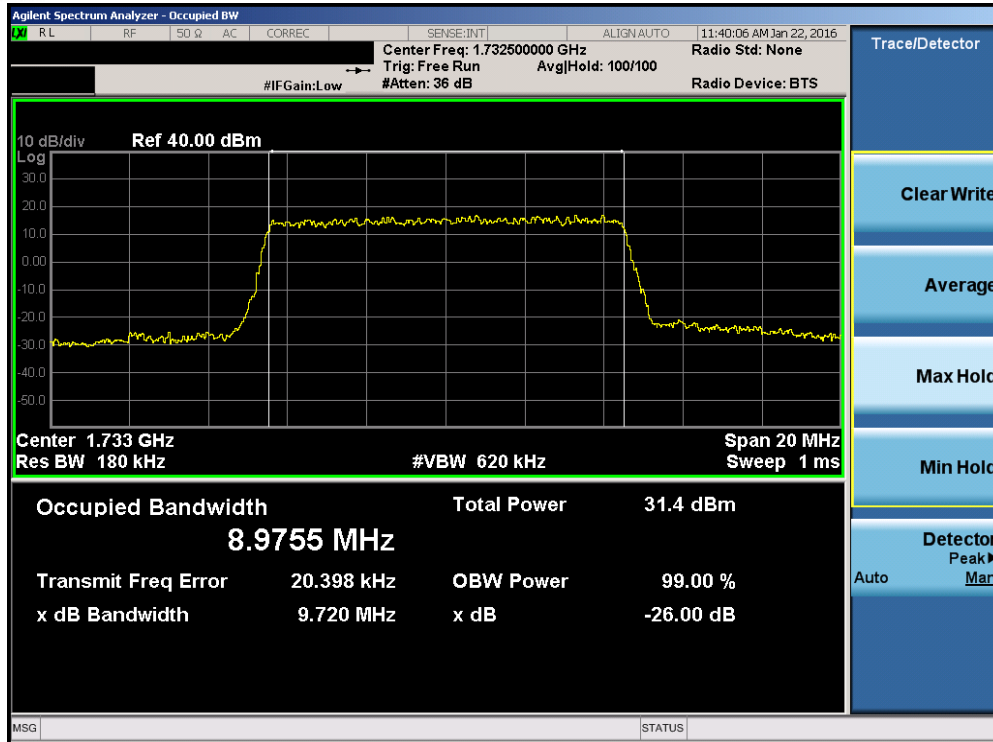 Agilent Spectrum Analyzer - Occupied BW
LXI RL RF 50 Ω AC CORREC SENSE:INT ALIGN AUTO 11:40:06 AM Jan 22, 2016
Center Freq: 1.732500000 GHz Radio Std: None
Trig: Free Run Avg|Hold: 100/100
#IFGain:Low #Atten: 36 dB Radio Device: BTS
Trace/Detector
10 dB/div Ref 40.00 dBm
Log
30.0
20.0
10.0
0.00
-10.0
-20.0
-30.0
-40.0
-50.0
Center 1.733 GHz Span 20 MHz
Res BW 180 kHz #VBW 620 kHz Sweep 1 ms
Occupied Bandwidth Total Power 31.4 dBm
8.9755 MHz
Transmit Freq Error 20.398 kHz OBW Power 99.00 %
x dB Bandwidth 9.720 MHz x dB -26.00 dB
Clear Write
Average
Max Hold
Min Hold
Detector
Peak
Auto Man
MSG STATUS